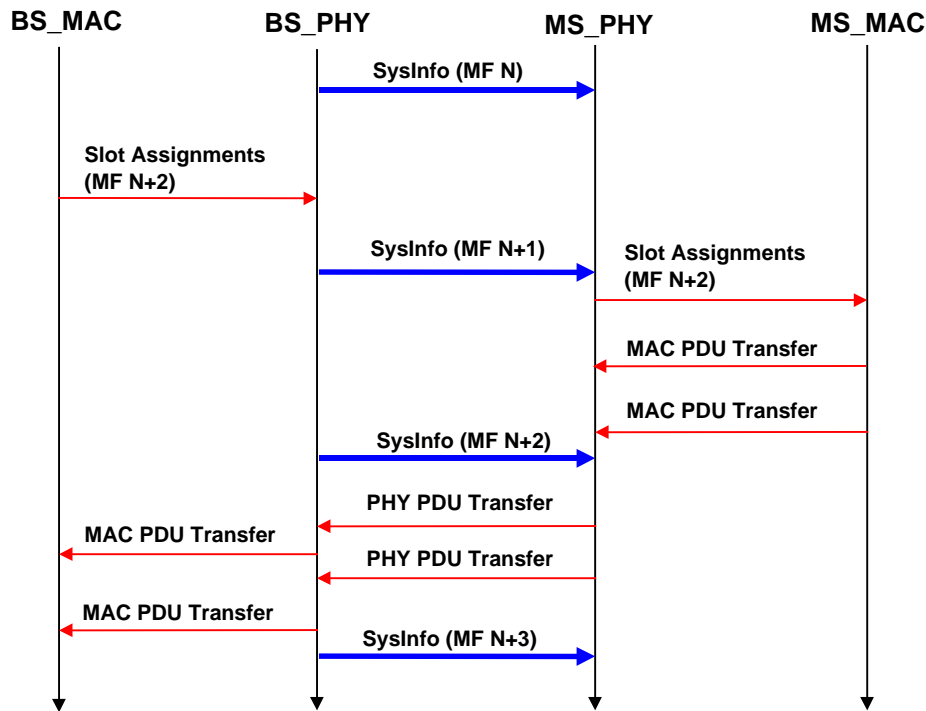 BS_MAC BS_PHY MS_PHY MS_MAC
SysInfo (MF N)
Slot Assignments
(MF N+2)
SysInfo (MF N+1)
Slot Assignments
(MF N+2)
MAC PDU Transfer
MAC PDU Transfer
SysInfo (MF N+2)
PHY PDU Transfer
MAC PDU Transfer
PHY PDU Transfer
MAC PDU Transfer
SysInfo (MF N+3)